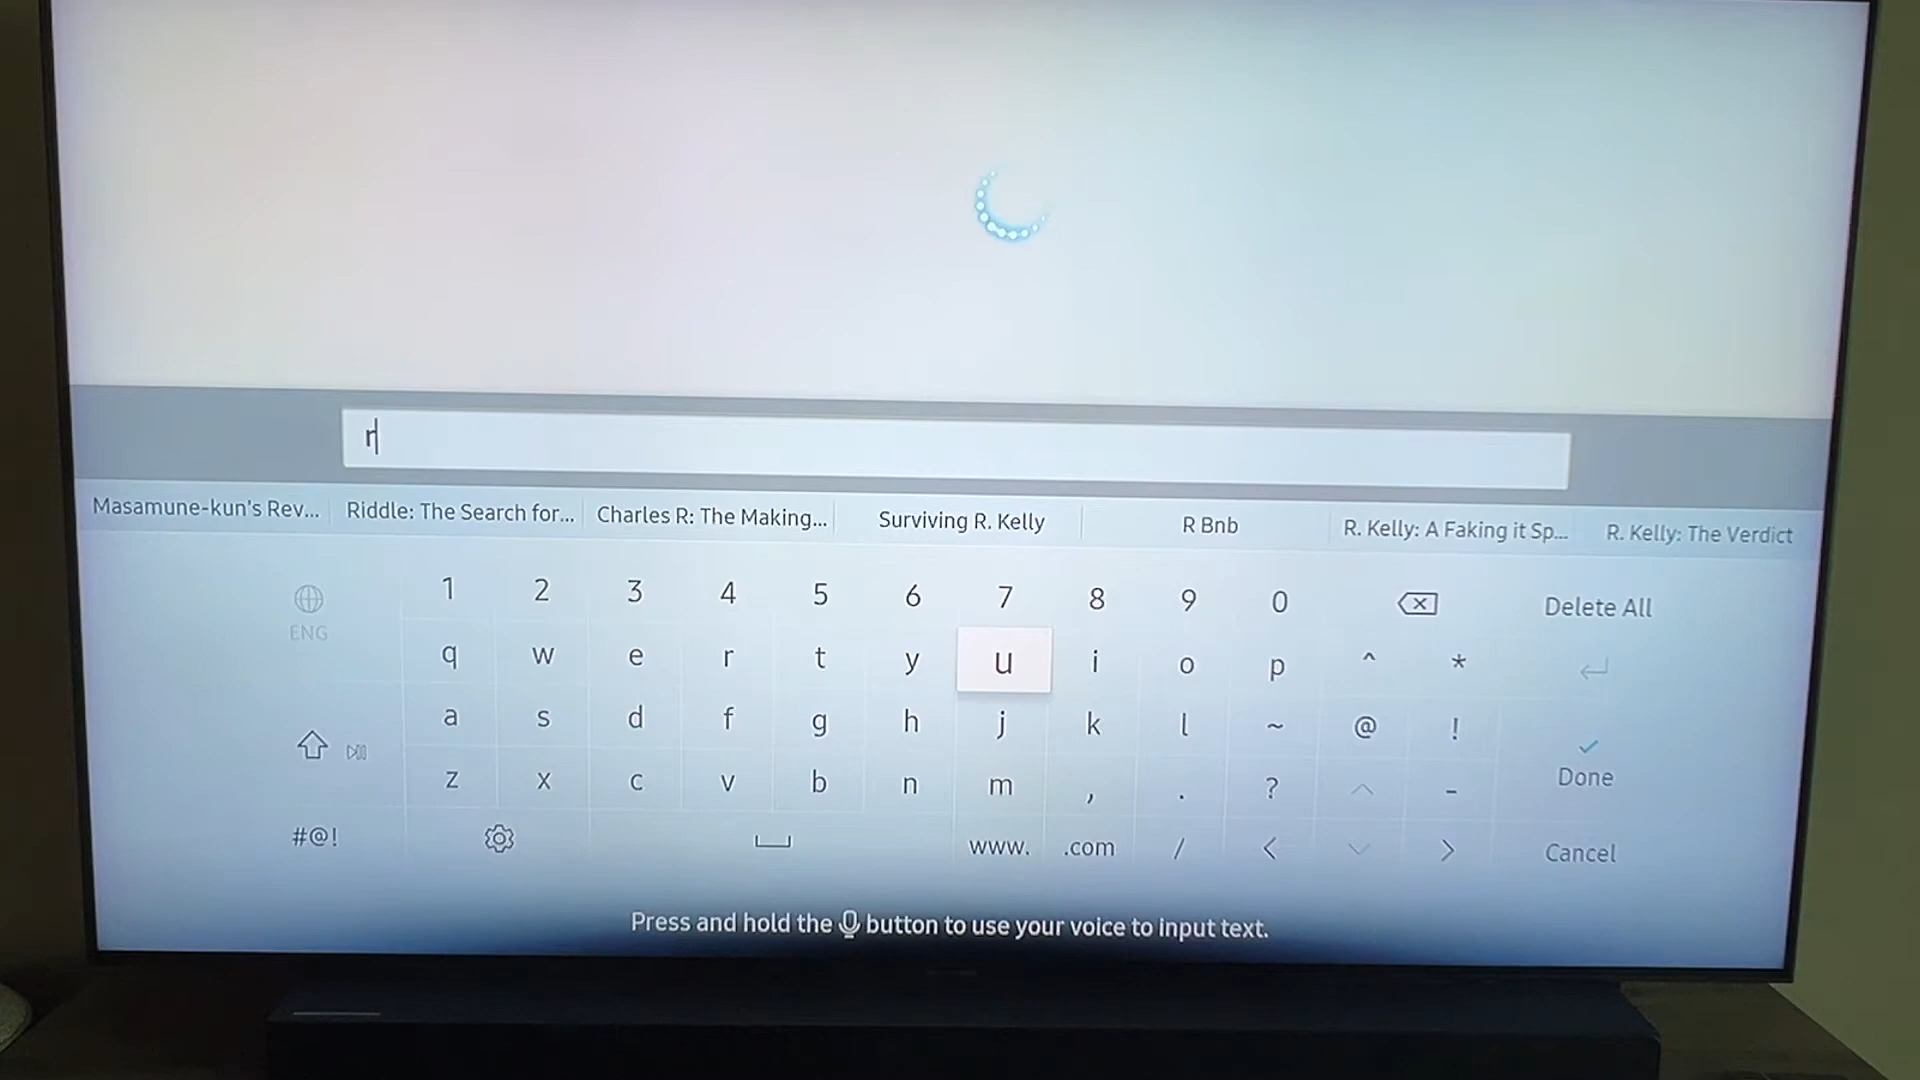 r
Masamune-kun's Rev... Riddle: The Search for... Charles R: The Making... Surviving R. Kelly R Bnb R. Kelly: A Faking it Sp... R. Kelly: The Verdict
1 2 3 4 5 6 7 8 9 0 Delete All
ENG
q w e r t y u i o p ^ *
a s d f g h j k l ~ @ !
z x c v b n m , . ? -
Done
#@! www. .com / < > Cancel
Press and hold the button to use your voice to input text.